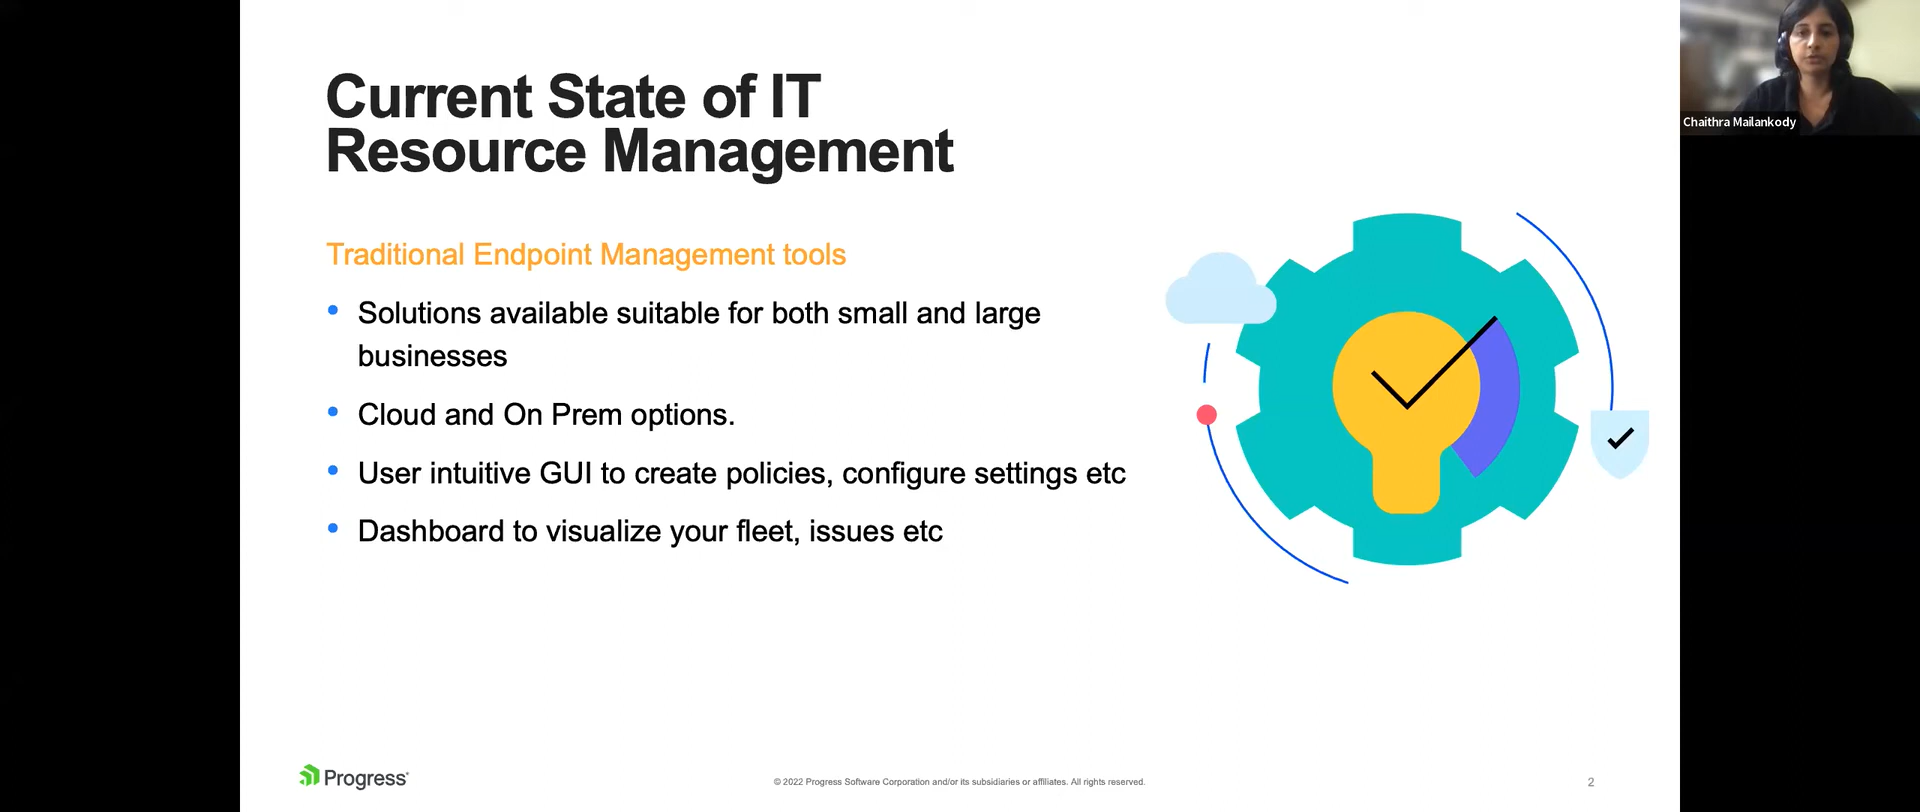 Current State of IT
Resource Management
Chaithra Mailankody
Traditional Endpoint Management tools
• Solutions available suitable for both small and large
businesses
• Cloud and On Prem options.
• User intuitive GUI to create policies, configure settings etc
• Dashboard to visualize your fleet, issues etc
Progress®
© 2022 Progress Software Corporation and/or its subsidiaries or affiliates. All rights reserved.
2